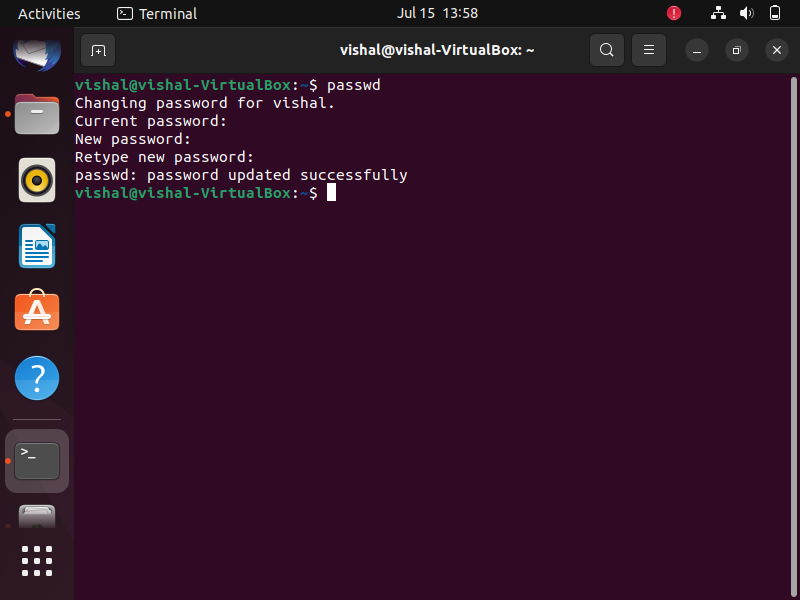 Activities
Terminal
Jul 15 13:58
vishal@vishal-VirtualBox: ~
vishal@vishal-VirtualBox:~$ passwd
Changing password for vishal.
Current password:
New password:
Retype new password:
passwd: password updated successfully
vishal@vishal-VirtualBox:~$